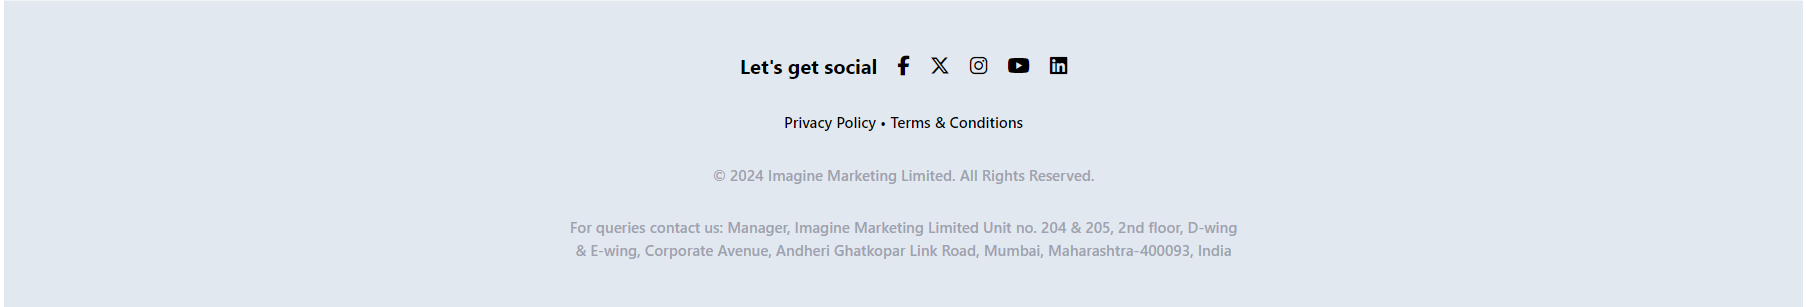 Let's get social
Privacy Policy • Terms & Conditions
© 2024 Imagine Marketing Limited. All Rights Reserved.
For queries contact us: Manager, Imagine Marketing Limited Unit no. 204 & 205, 2nd floor, D-wing
& E-wing, Corporate Avenue, Andheri Ghatkopar Link Road, Mumbai, Maharashtra-400093, India